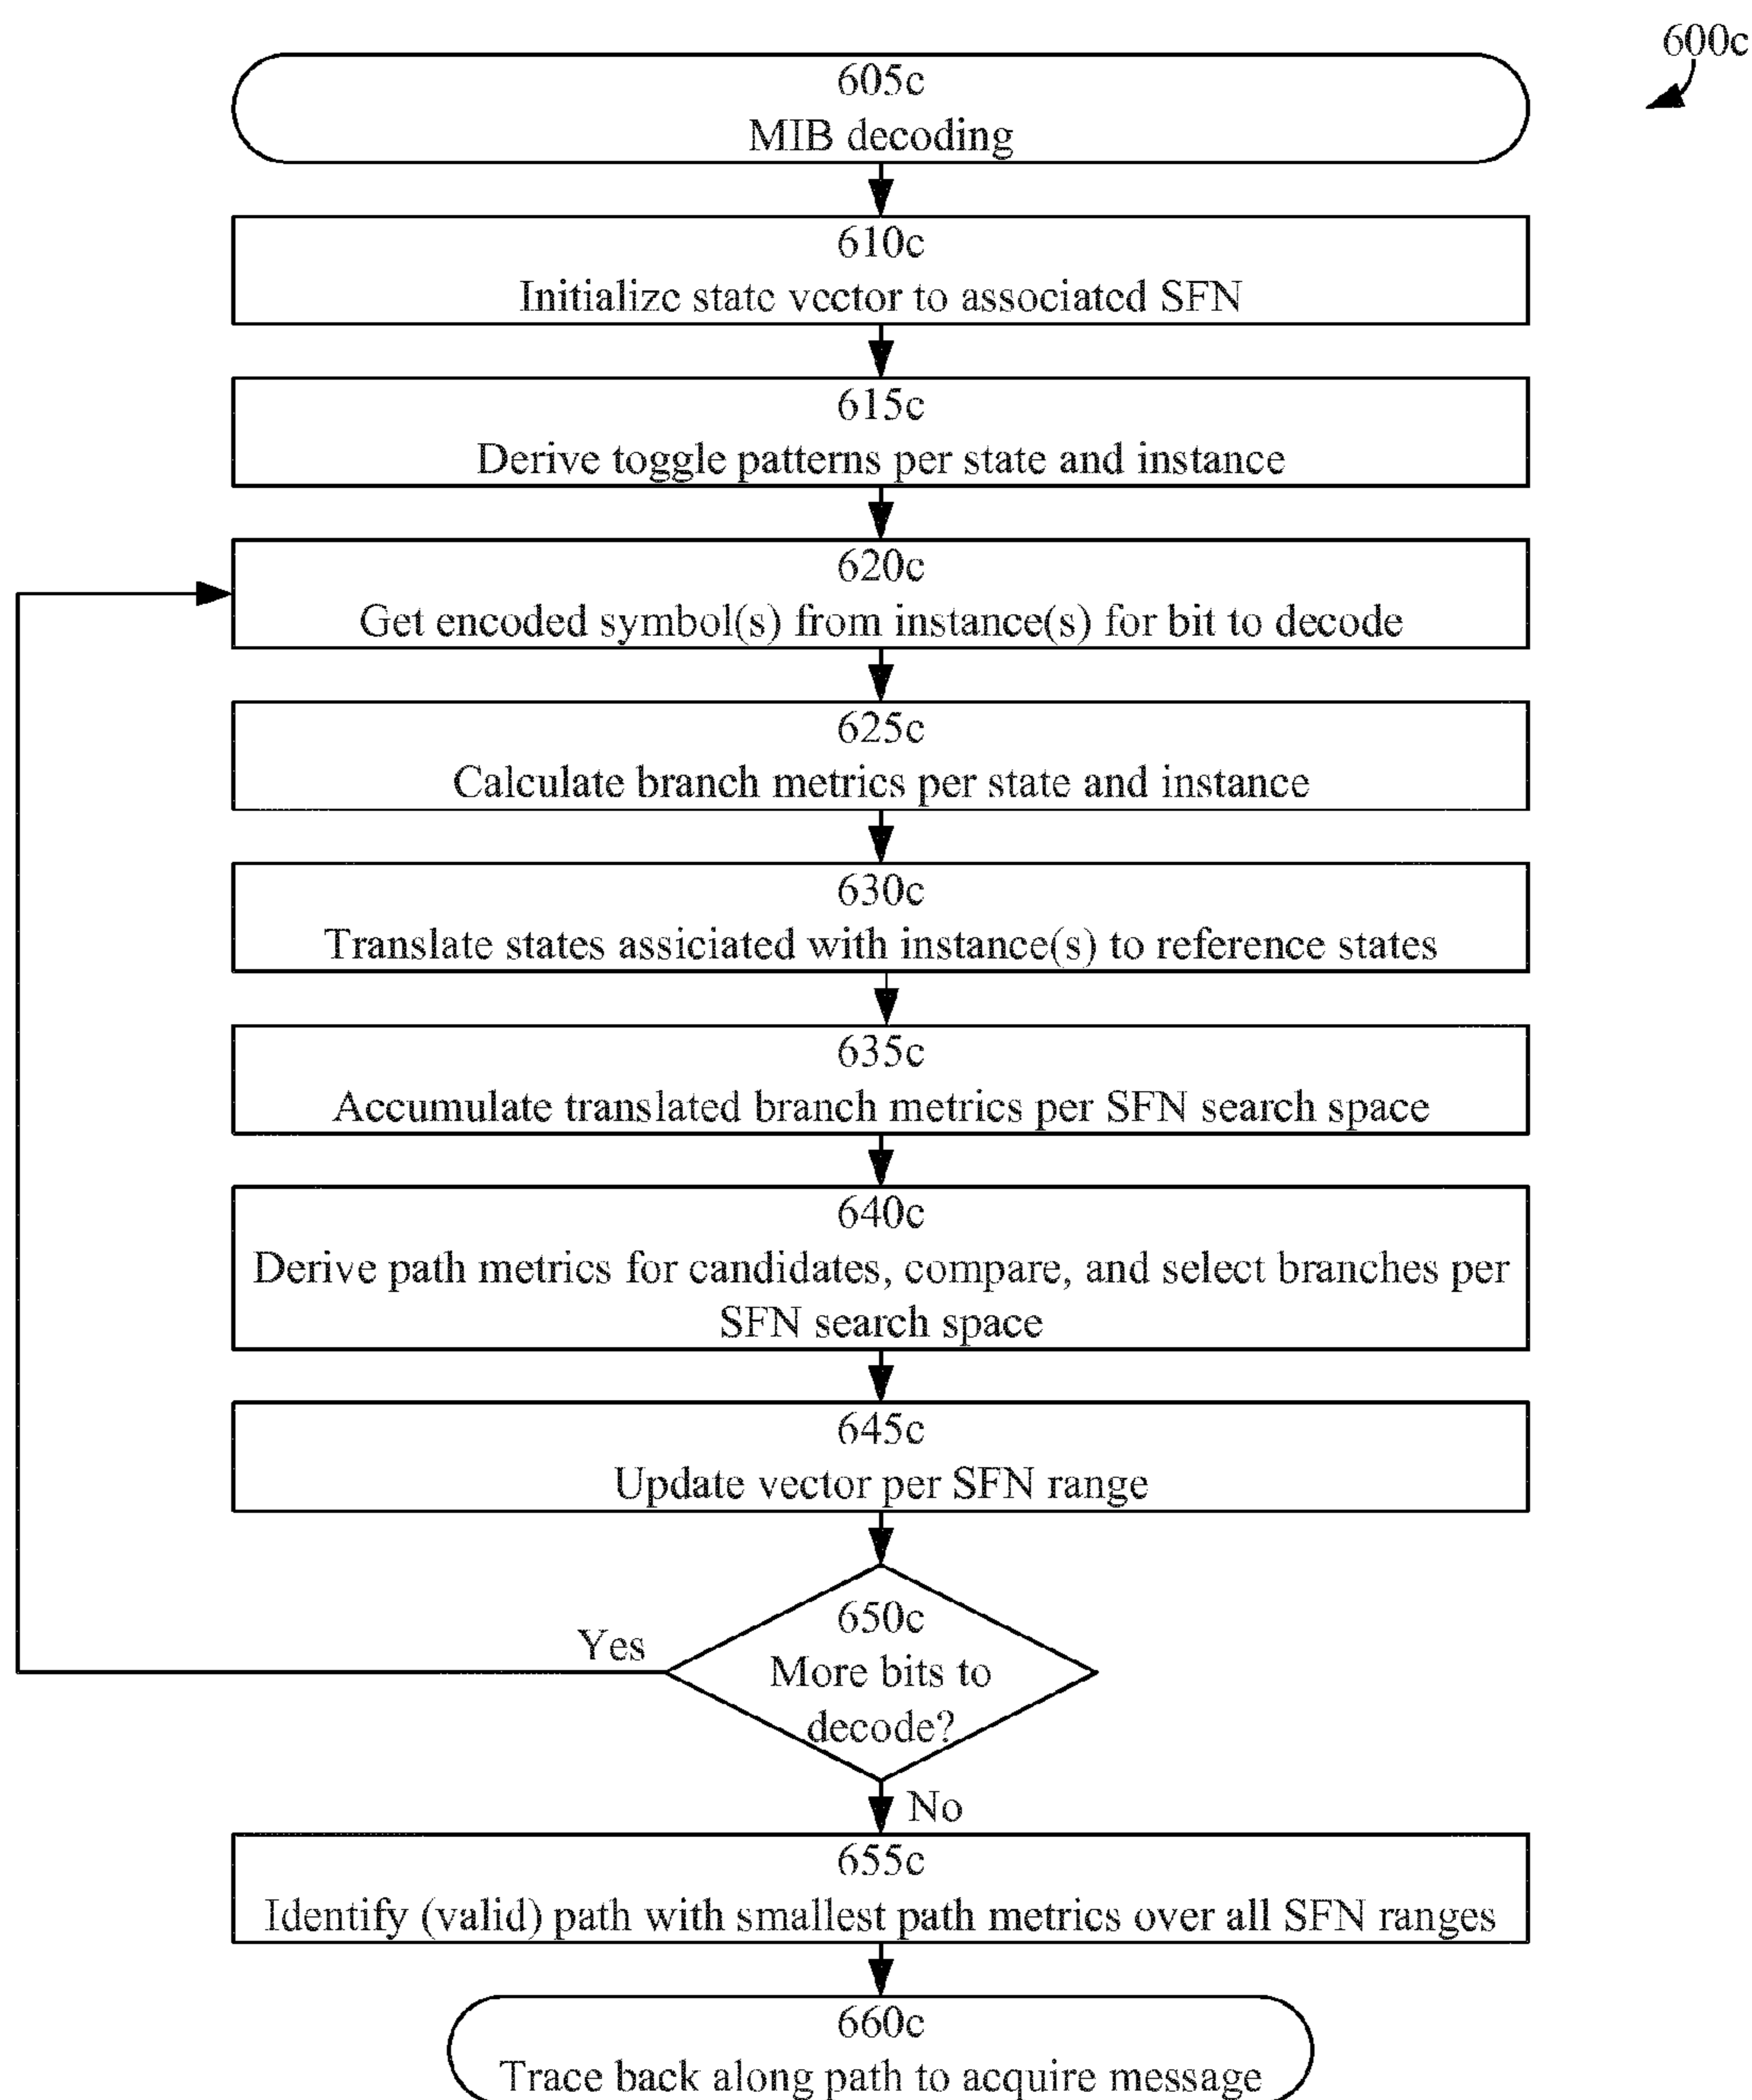 600c
605c
MIB decoding
610c
Initialize state vector to associated SFN
615c
Derive toggle patterns per state and instance
620c
Get encoded symbol(s) from instance(s) for bit to decode
625c
Calculate branch metrics per state and instance
630c
Translate states assiciated with instance(s) to reference states
635c
Accumulate translated branch metrics per SFN search space
640c
Derive path metrics for candidates, compare, and select branches per
SFN search space
645c
Update vector per SFN range
650c
Yes
More bits to
decode?
No
655c
Identify (valid) path with smallest path metrics over all SFN ranges
660c
Trace back along path to acquire message